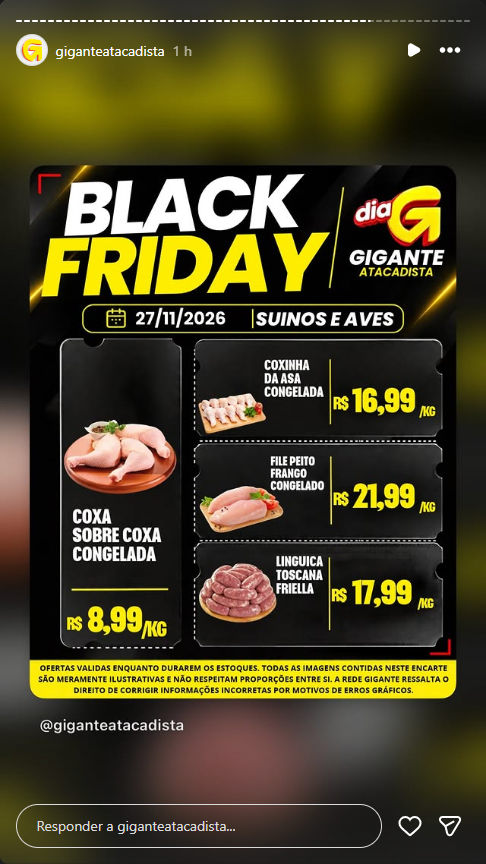 giganteatacadista 1 h
BLACK
FRIDAY
dia G
GIGANTE
ATACADISTA
27/11/2026 SUINOS E AVES
COXA
SOBRE COXA
CONGELADA
R$ 8,99/KG
COXINHA
DA ASA
CONGELADA
R$ 16,99 /KG
FILE PEITO
FRANGO
CONGELADO
R$ 21,99 /KG
LINGUICA
TOSCANA
FRIELLA
R$ 17,99 /KG
OFERTAS VALIDAS ENQUANTO DURAREM OS ESTOQUES. TODAS AS IMAGENS CONTIDAS NESTE ENCARTE
SÃO MERAMENTE ILUSTRATIVAS E NÃO RESPEITAM PROPORÇÕES ENTRE SI. A REDE GIGANTE RESSALTA O
DIREITO DE CORRIGIR INFORMAÇÕES INCORRETAS POR MOTIVOS DE ERROS GRÁFICOS.
@giganteatacadista
Responder a giganteatacadista...